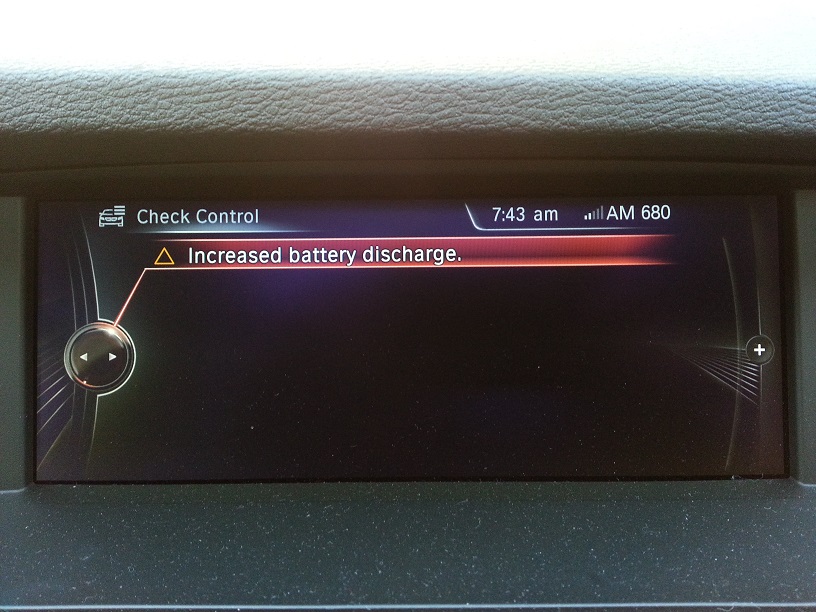 Check Control
7:43 am
AM 680
Increased battery discharge.